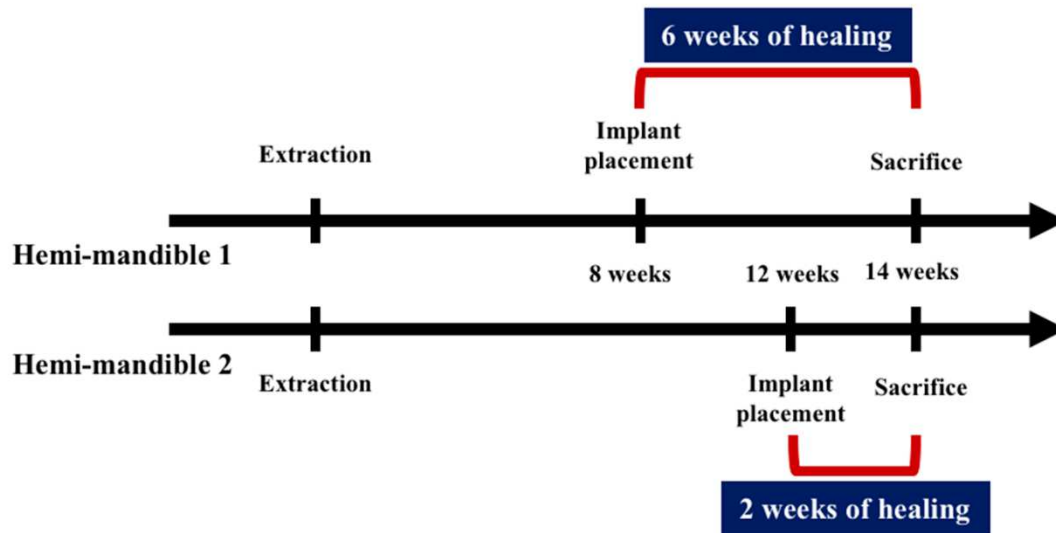 6 weeks of healing
Implant
placement
Extraction
Sacrifice
Hemi-mandible 1
8 weeks
12 weeks
14 weeks
Hemi-mandible 2
Extraction
Implant
placement
Sacrifice
2 weeks of healing